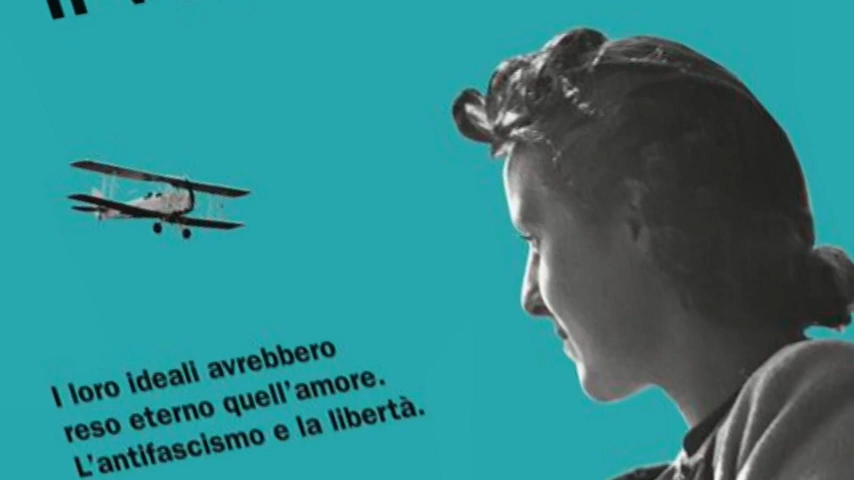 I loro ideali avrebbero
reso eterno quell'amore.
L'antifascismo e la libertà.